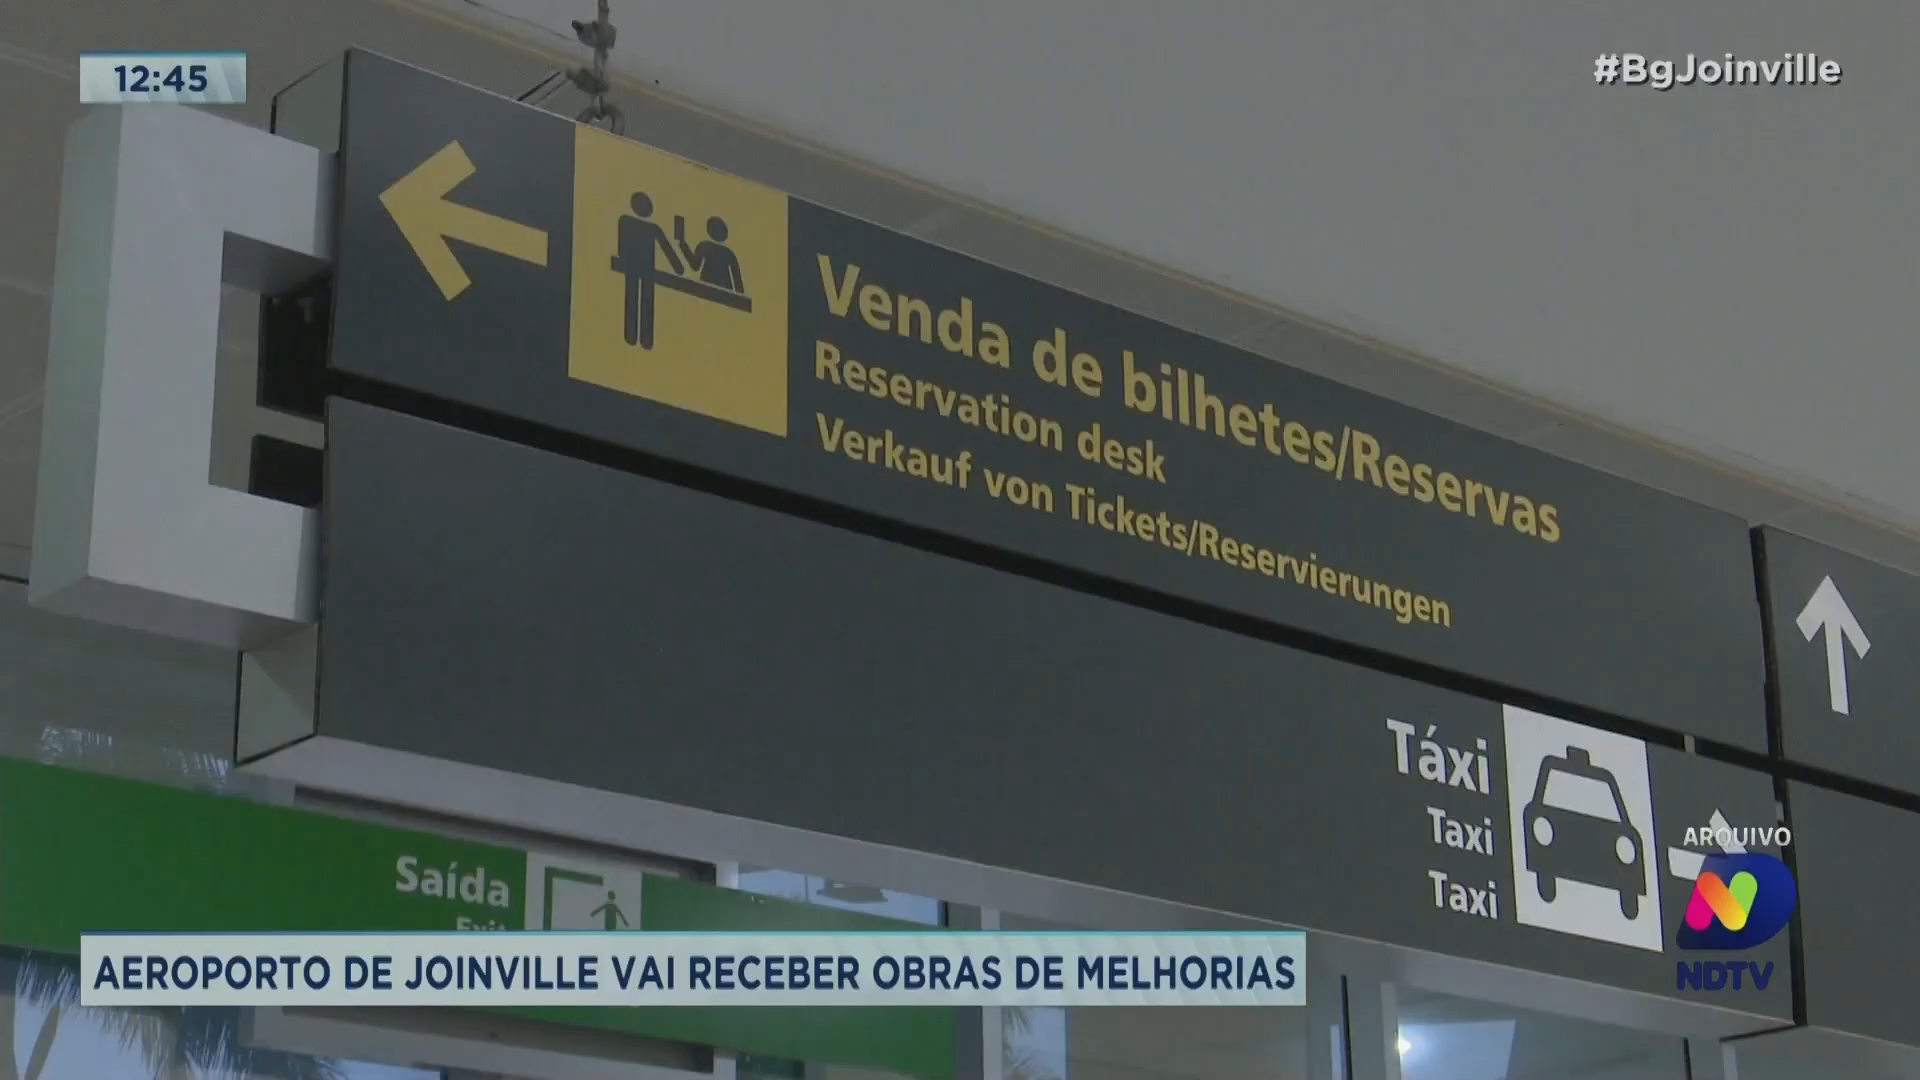 12:45
#BgJoinville
Venda de bilhetes/Reservas
Reservation desk
Verkauf von Tickets/Reservierungen
Táxi
Taxi
Taxi
ARQUIVO
Saída
Exit
AEROPORTO DE JOINVILLE VAI RECEBER OBRAS DE MELHORIAS
NDTV